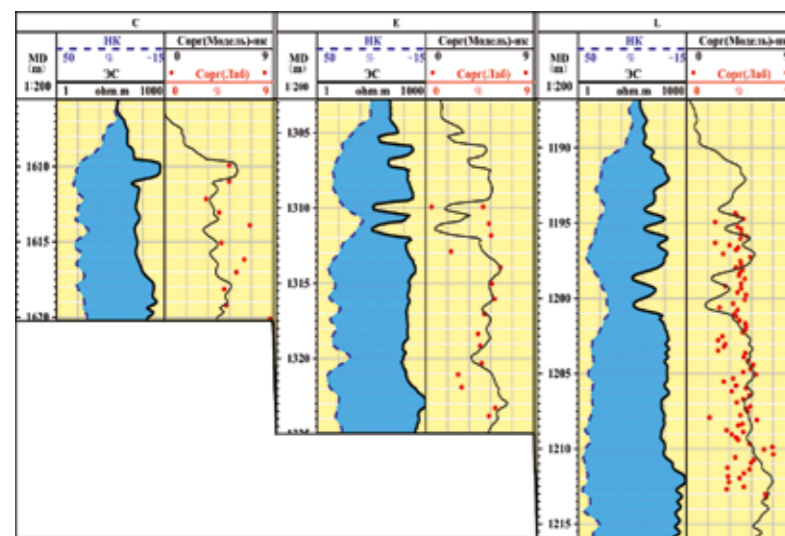 C
MD (m)
1:200
НК
50 % -15
ЭС
1 ohm.m 1000
Сорг(Модель)-нк
0 9
Сорг(Лаб)
0 % 9
1610
1615
1620
E
MD (m)
1:200
НК
50 % -15
ЭС
1 ohm.m 1000
Сорг(Модель)-нк
0 9
Сорг(Лаб)
0 % 9
1305
1310
1315
1320
1325
L
MD (m)
1:200
НК
50 % -15
ЭС
1 ohm.m 1000
Сорг(Модель)-нк
0 9
Сорг(Лаб)
0 % 9
1190
1195
1200
1205
1210
1215